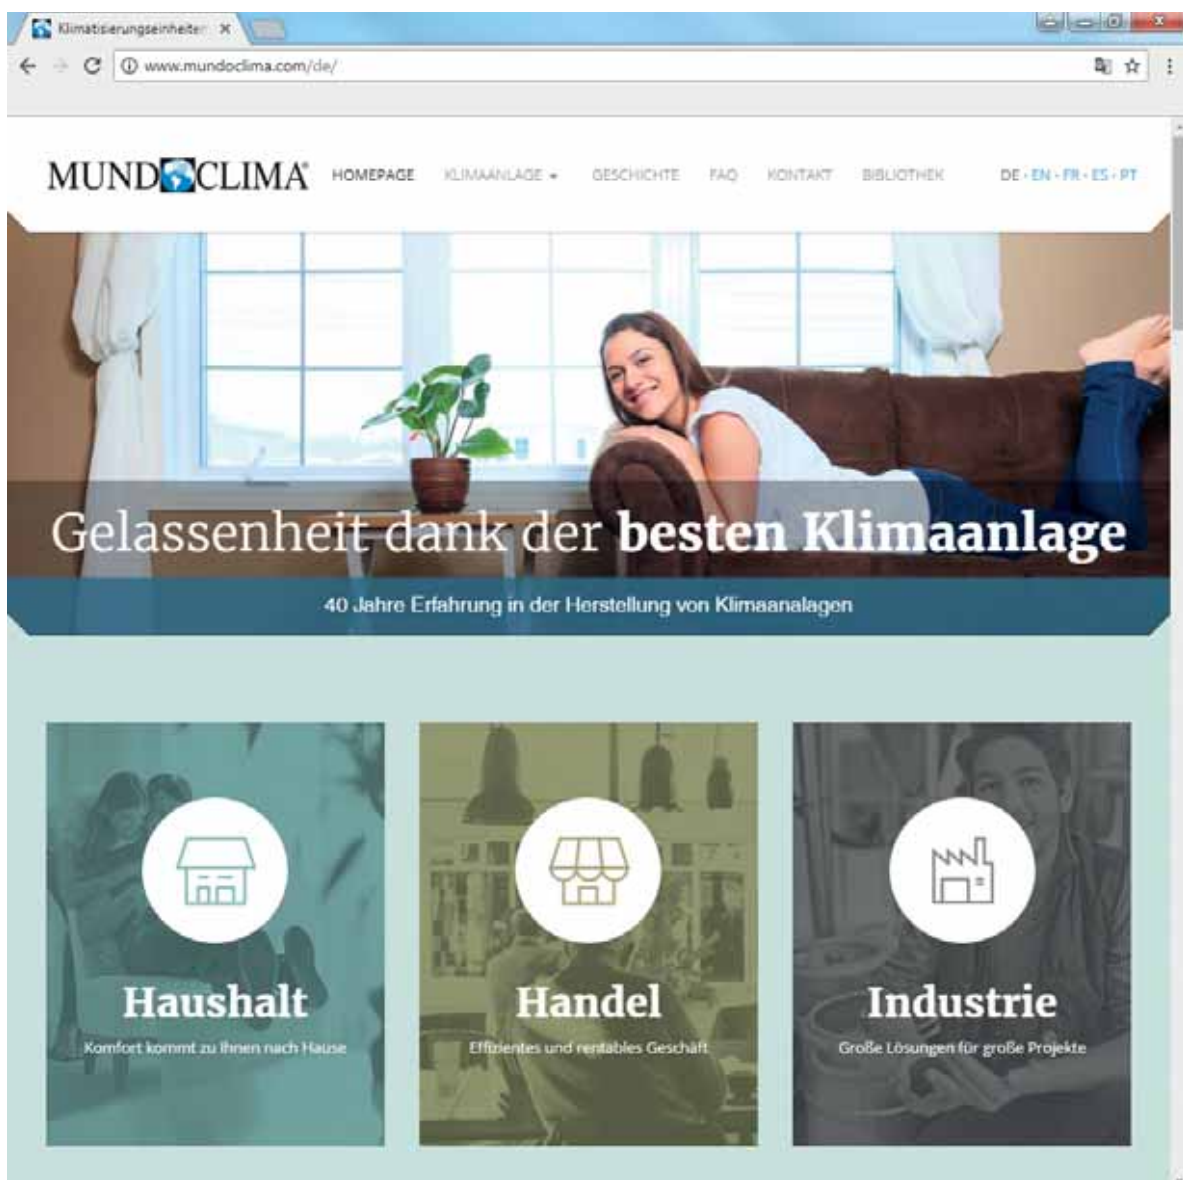 Klimatisierungseinheiten
www.mundoclima.com/de/
MUNDOCLIMA®
HOMEPAGE KLIMAANLAGE GESCHICHTE FAQ KONTAKT BIBLIOTHEK DE - EN - FR - ES - PT
Gelassenheit dank der besten Klimaanlage
40 Jahre Erfahrung in der Herstellung von Klimaanalagen
Haushalt
Komfort kommt zu Ihnen nach Hause
Handel
Effizientes und rentables Geschäft
Industrie
Große Lösungen für große Projekte